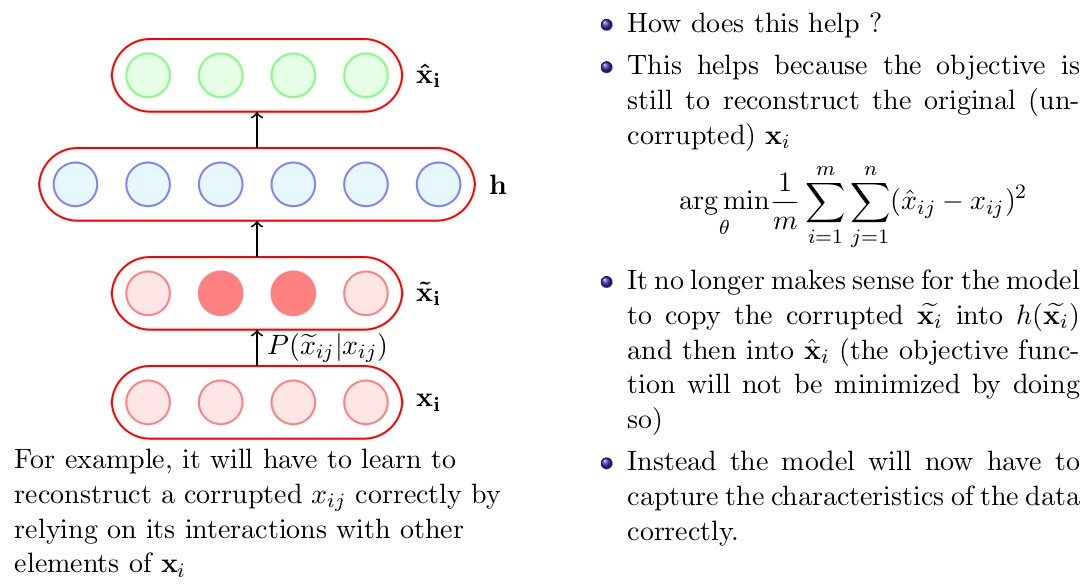 x̂ᵢ
h
x̃ᵢ
P(x̃ᵢⱼ|xᵢⱼ)
xᵢ
For example, it will have to learn to
reconstruct a corrupted xᵢⱼ correctly by
relying on its interactions with other
elements of xᵢ
How does this help ?
This helps because the objective is
still to reconstruct the original (un-
corrupted) xᵢ
arg min_θ 1/m ∑_{i=1}^{m} ∑_{j=1}^{n} (x̂ᵢⱼ − xᵢⱼ)²
It no longer makes sense for the model
to copy the corrupted x̃ᵢ into h(x̃ᵢ)
and then into x̂ᵢ (the objective func-
tion will not be minimized by doing
so)
Instead the model will now have to
capture the characteristics of the data
correctly.